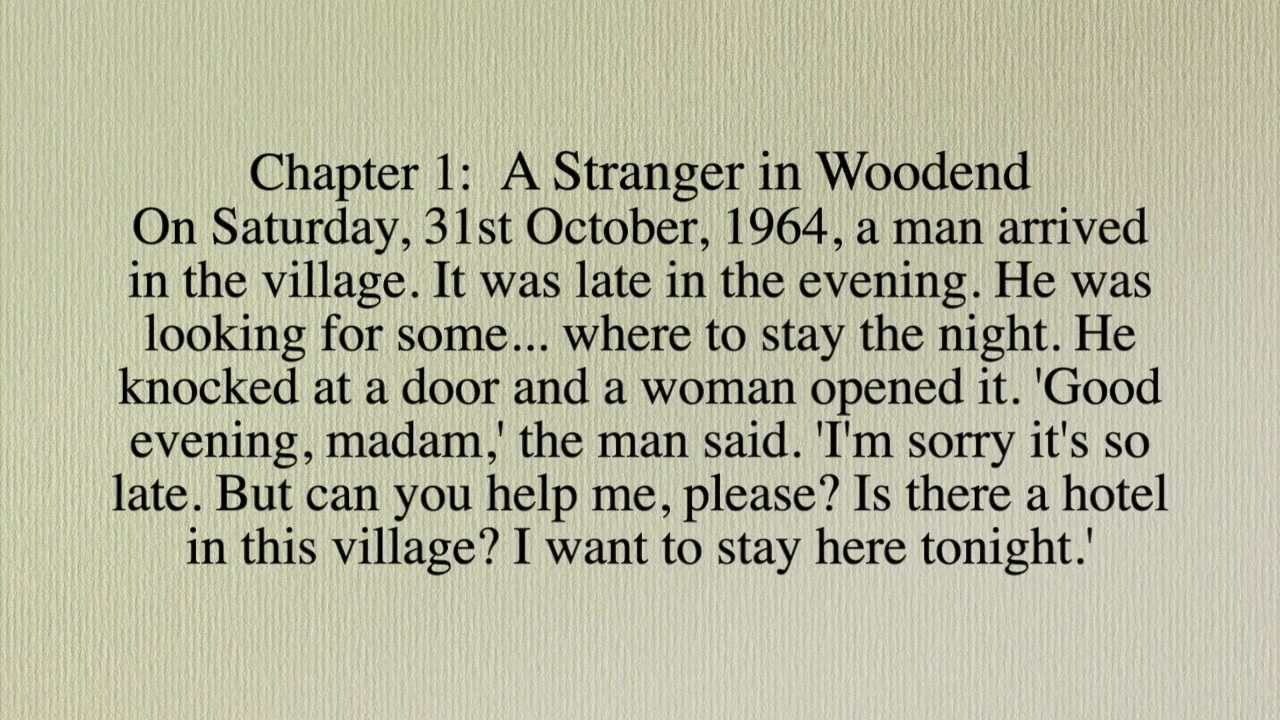 Chapter 1:  A Stranger in Woodend
On Saturday, 31st October, 1964, a man arrived
in the village. It was late in the evening. He was
looking for some... where to stay the night. He
knocked at a door and a woman opened it. 'Good
evening, madam,' the man said. 'I'm sorry it's so
late. But can you help me, please? Is there a hotel
in this village? I want to stay here tonight.'